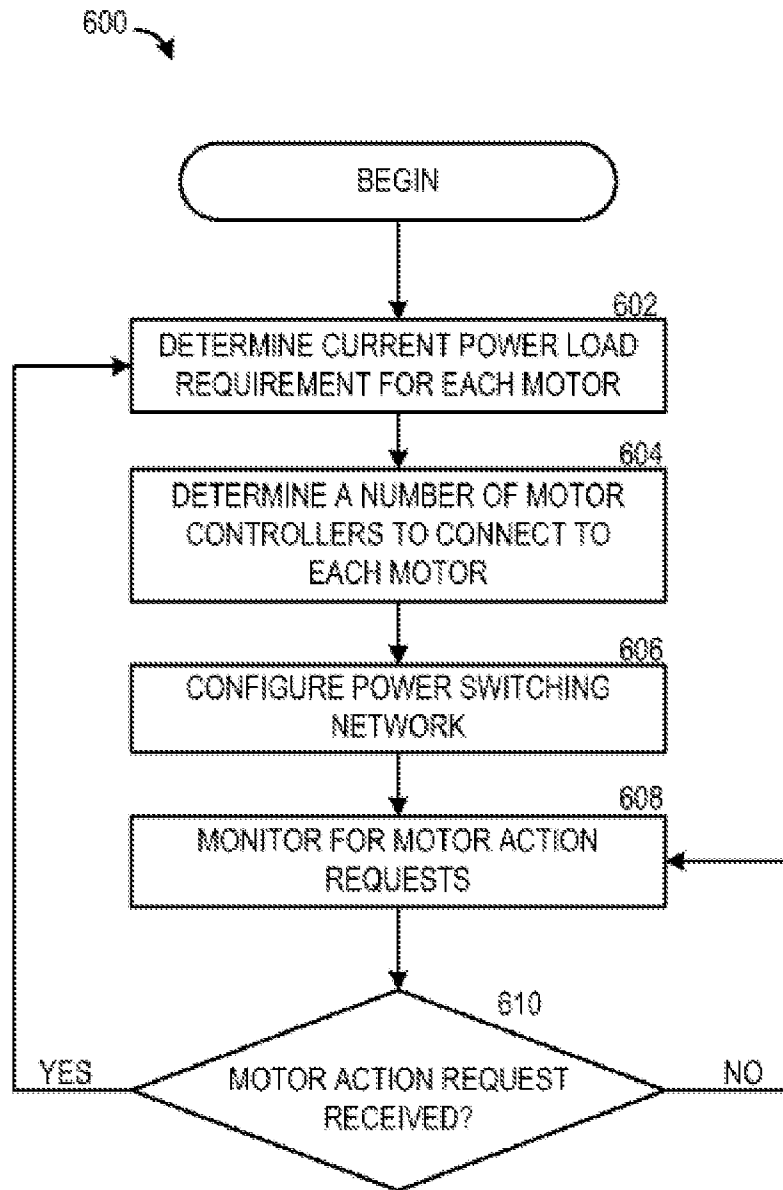 600
BEGIN
602
DETERMINE CURRENT POWER LOAD
REQUIREMENT FOR EACH MOTOR
604
DETERMINE A NUMBER OF MOTOR
CONTROLLERS TO CONNECT TO
EACH MOTOR
606
CONFIGURE POWER SWITCHING
NETWORK
608
MONITOR FOR MOTOR ACTION
REQUESTS
610
YES
MOTOR ACTION REQUEST
RECEIVED?
NO